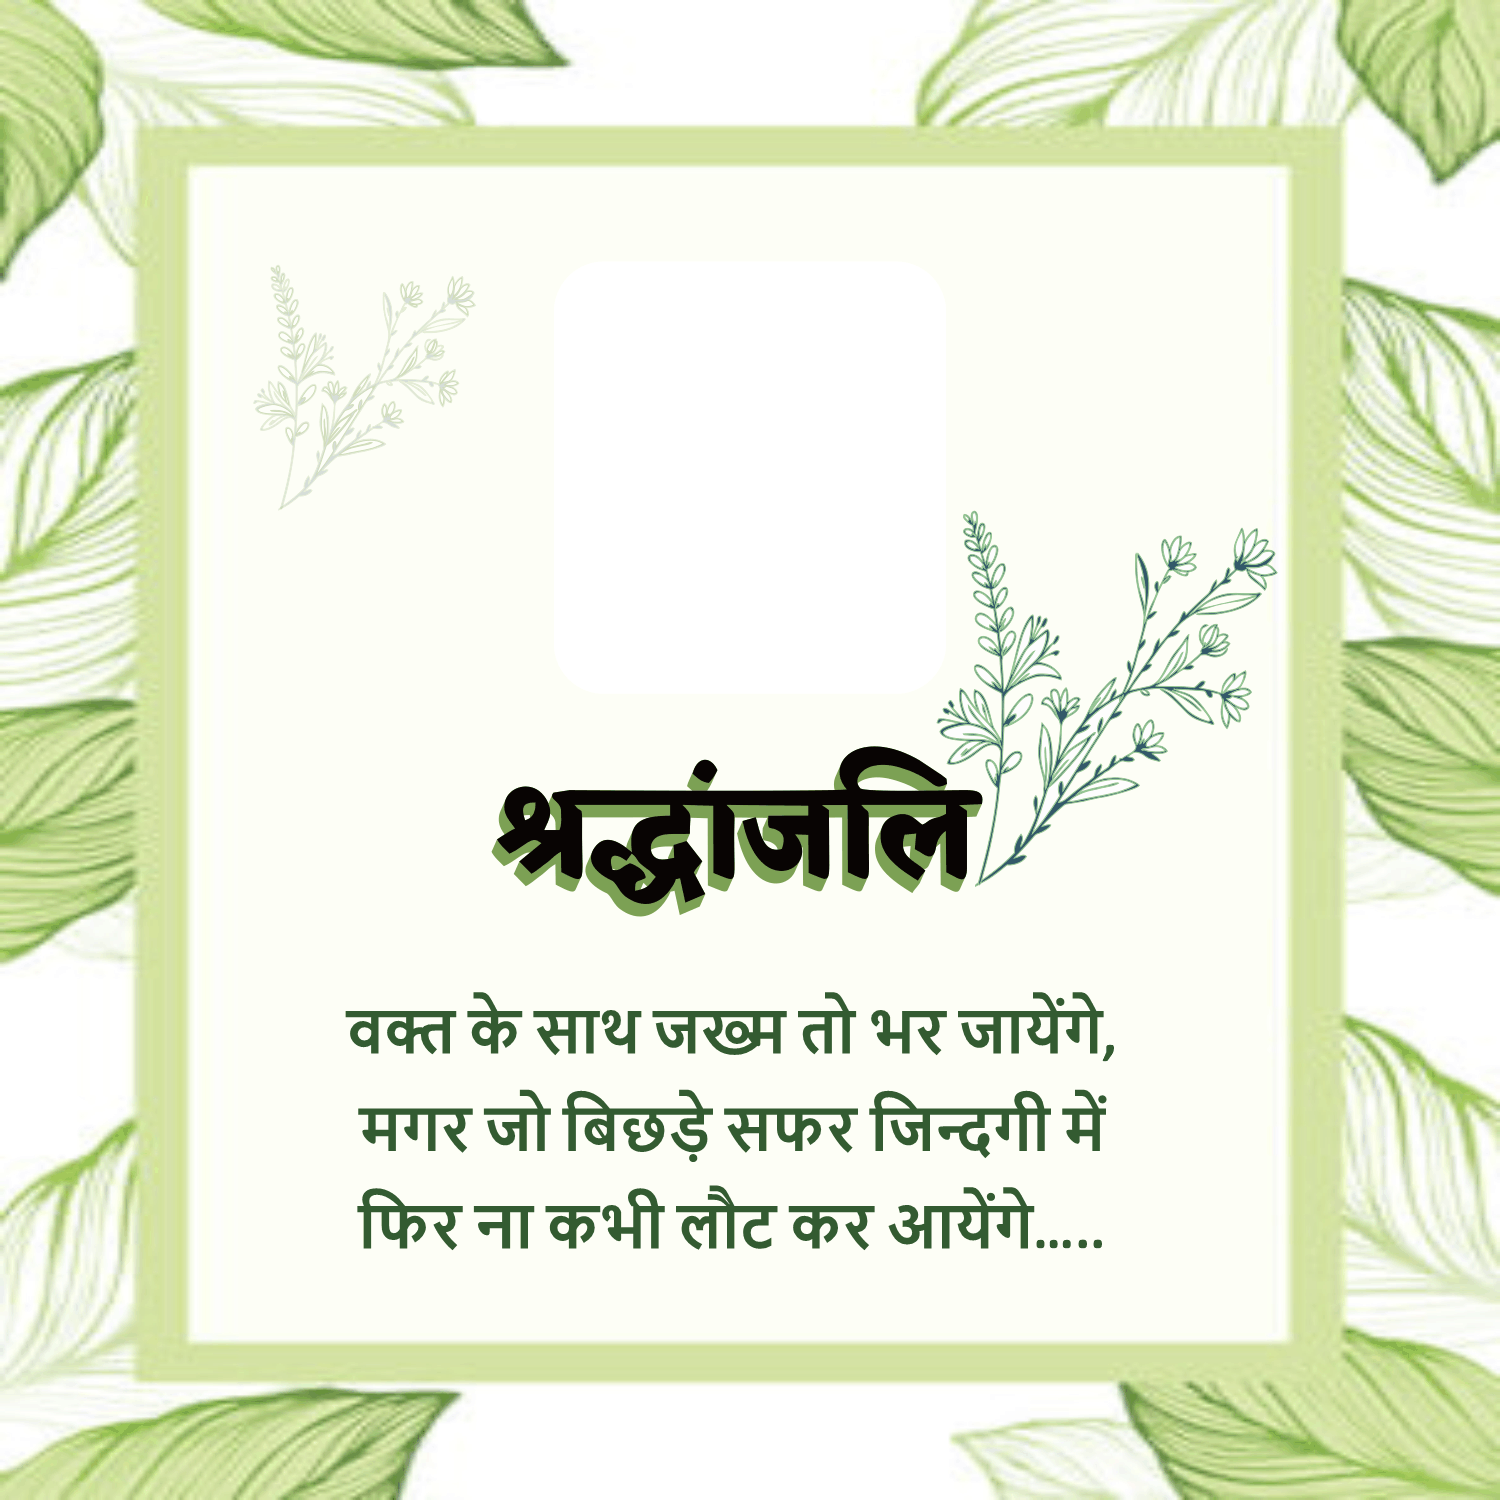 श्रद्धांजलि
वक्त के साथ जख्म तो भर जायेंगे,
मगर जो बिछड़े सफर जिन्दगी में
फिर ना कभी लौट कर आयेंगे.....